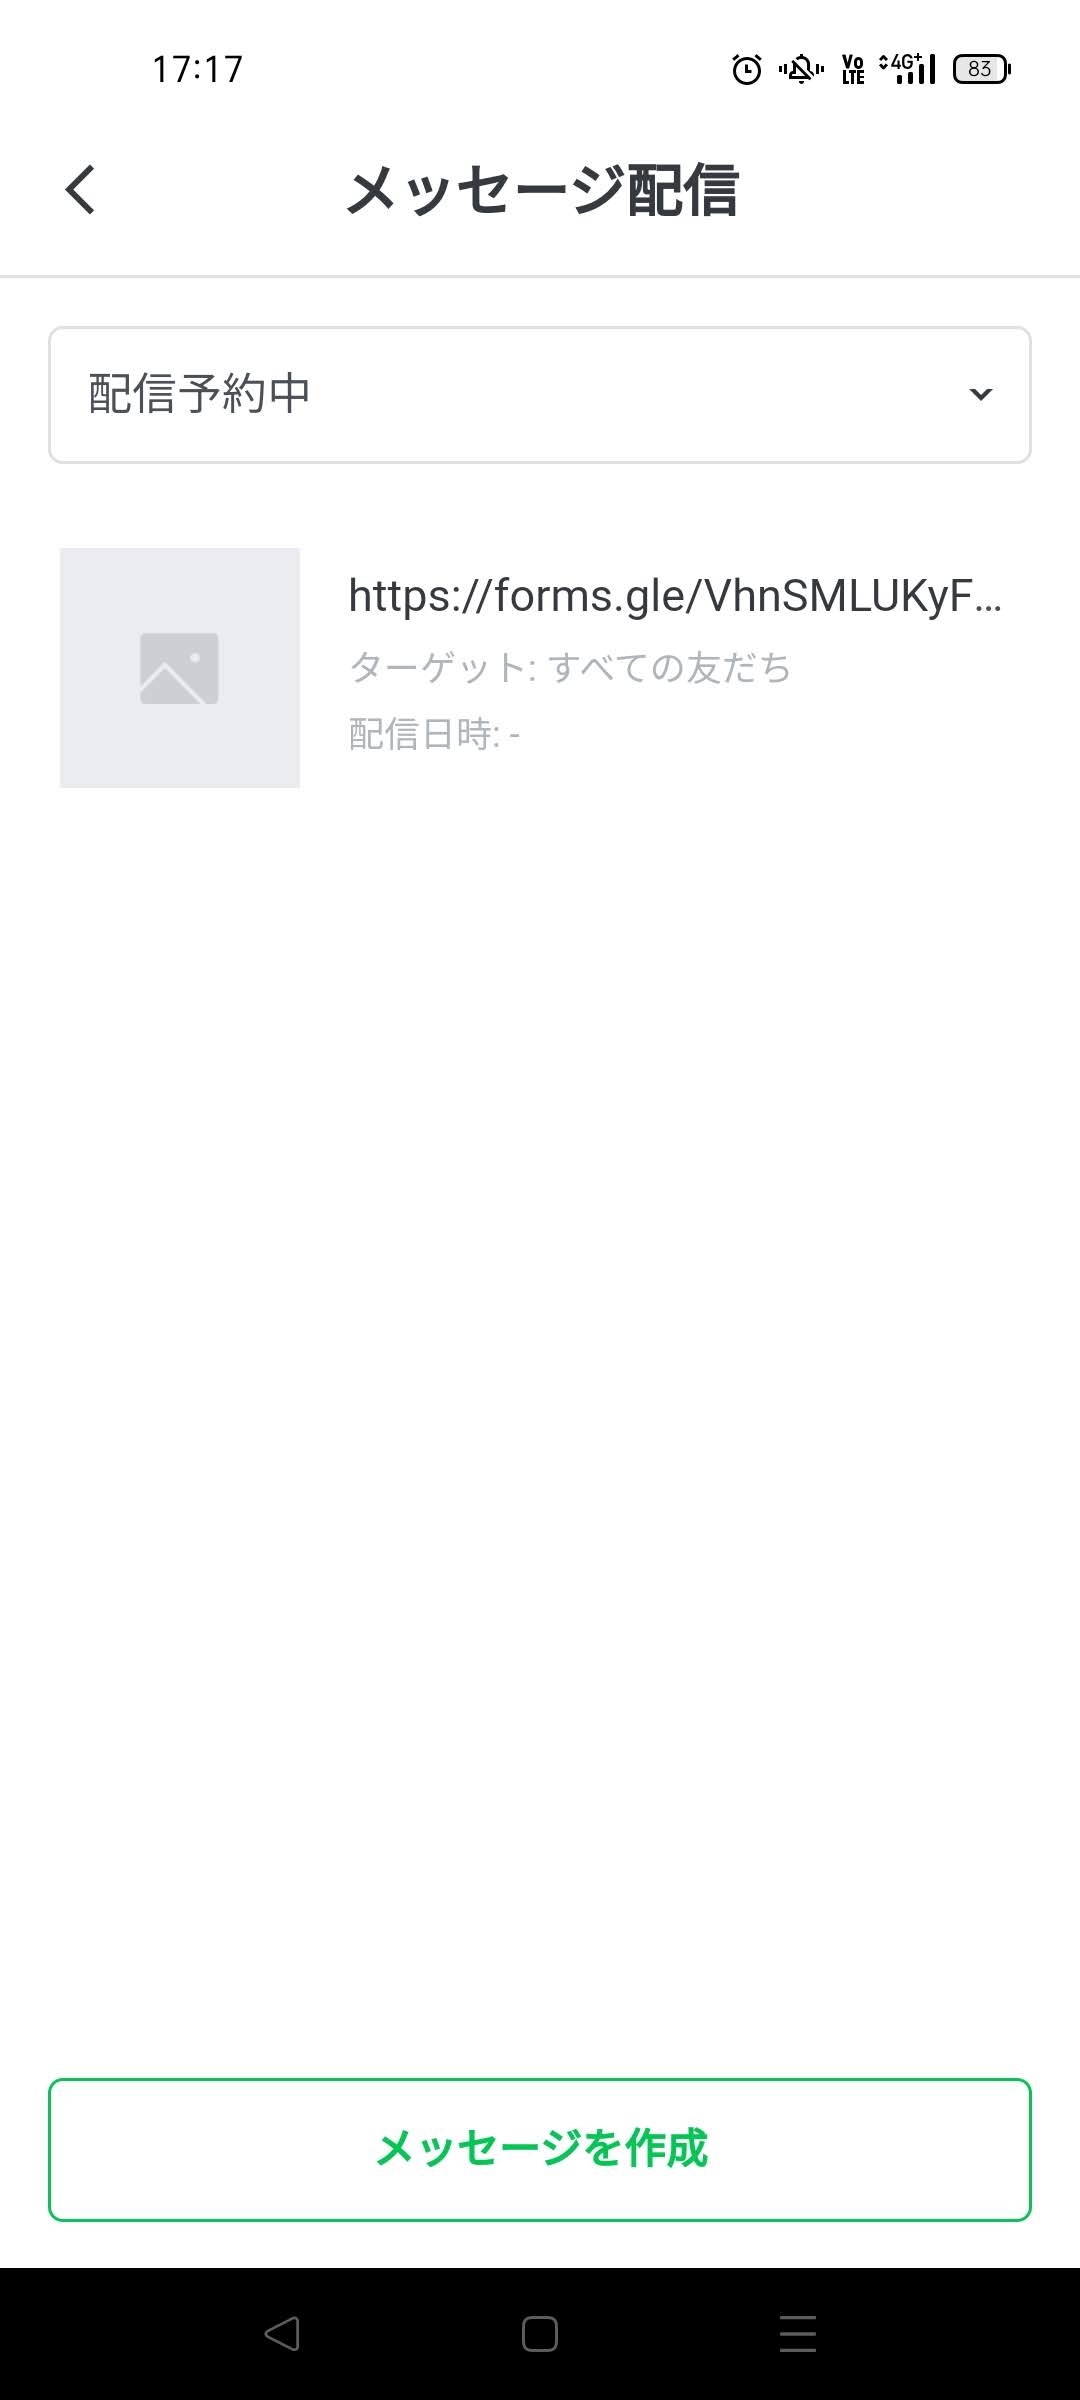 17:17
Vo LTE 4G+ 83
メッセージ配信
配信予約中
https://forms.gle/VhnSMLUKyF...
ターゲット: すべての友だち
配信日時: -
メッセージを作成